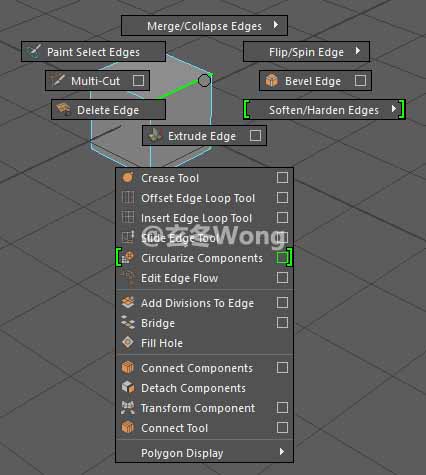 Merge/Collapse Edges
Paint Select Edges
Flip/Spin Edge
Multi-Cut
Bevel Edge
Delete Edge
Soften/Harden Edges
Extrude Edge
Crease Tool
Offset Edge Loop Tool
Insert Edge Loop Tool
@玄冬Wong
Slide Edge Tool
Circularize Components
Edit Edge Flow
Add Divisions To Edge
Bridge
Fill Hole
Connect Components
Detach Components
Transform Component
Connect Tool
Polygon Display